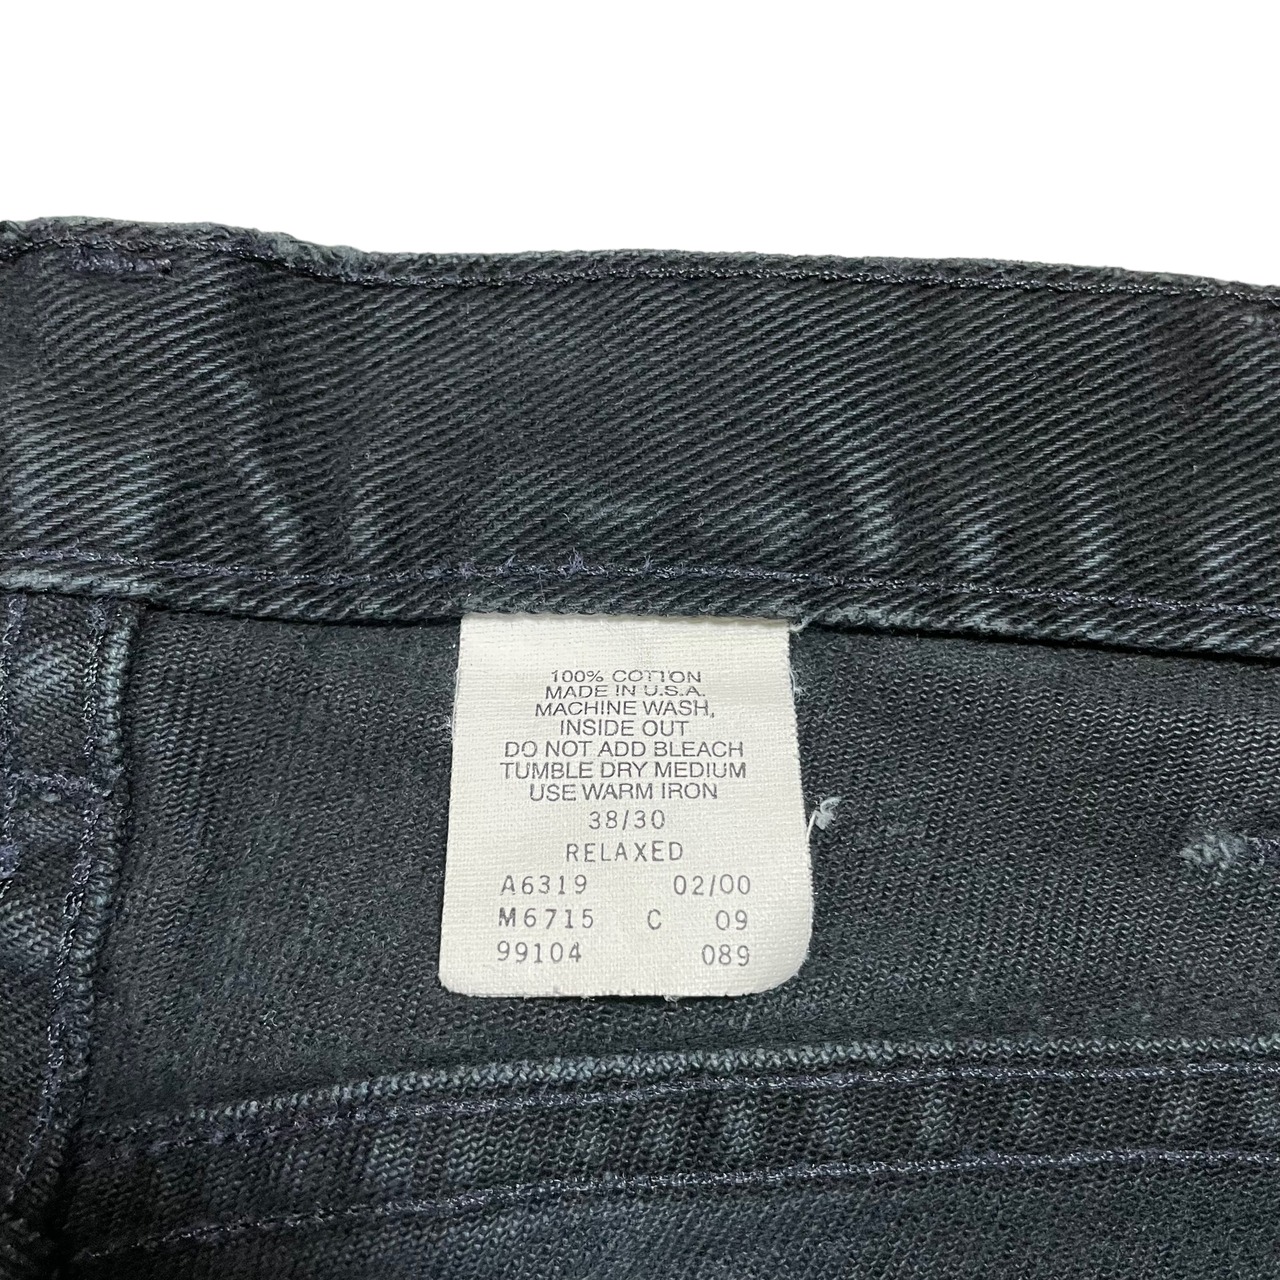 100% COTTON
MADE IN U.S.A.
MACHINE WASH,
INSIDE OUT
DO NOT ADD BLEACH
TUMBLE DRY MEDIUM
USE WARM IRON
38/30
RELAXED
A6319 02/00
M6715 C 09
99104 089